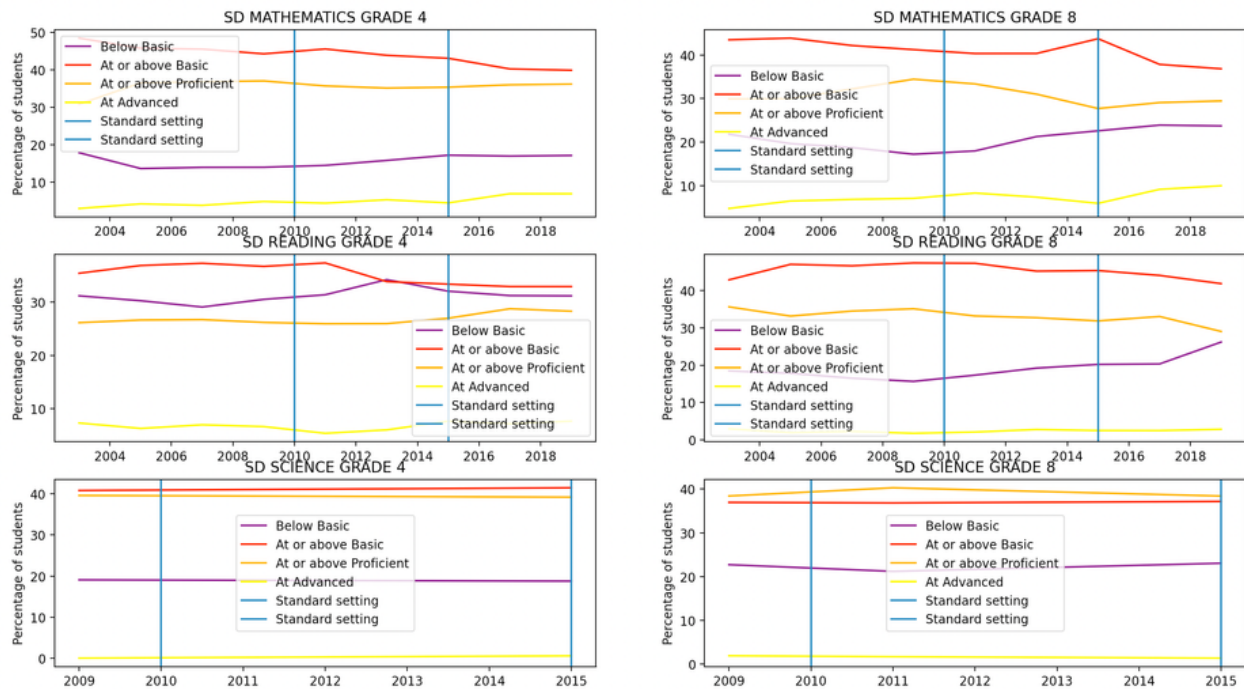 SD MATHEMATICS GRADE 4
Percentage of students
50
40
30
20
10
Below Basic
At or above Basic
At or above Proficient
At Advanced
Standard setting
Standard setting
2004 2006 2008 2010 2012 2014 2016 2018
SD MATHEMATICS GRADE 8
Percentage of students
40
30
20
10
Below Basic
At or above Basic
At or above Proficient
At Advanced
Standard setting
Standard setting
2004 2006 2008 2010 2012 2014 2016 2018
SD READING GRADE 4
Percentage of students
30
20
10
Below Basic
At or above Basic
At or above Proficient
At Advanced
Standard setting
Standard setting
2004 2006 2008 2010 2012 2014 2016 2018
SD READING GRADE 8
Percentage of students
40
30
20
10
0
Below Basic
At or above Basic
At or above Proficient
At Advanced
Standard setting
Standard setting
2004 2006 2008 2010 2012 2014 2016 2018
SD SCIENCE GRADE 4
Percentage of students
40
30
20
10
0
Below Basic
At or above Basic
At or above Proficient
At Advanced
Standard setting
Standard setting
2009 2010 2011 2012 2013 2014 2015
SD SCIENCE GRADE 8
Percentage of students
40
30
20
10
0
Below Basic
At or above Basic
At or above Proficient
At Advanced
Standard setting
Standard setting
2009 2010 2011 2012 2013 2014 2015